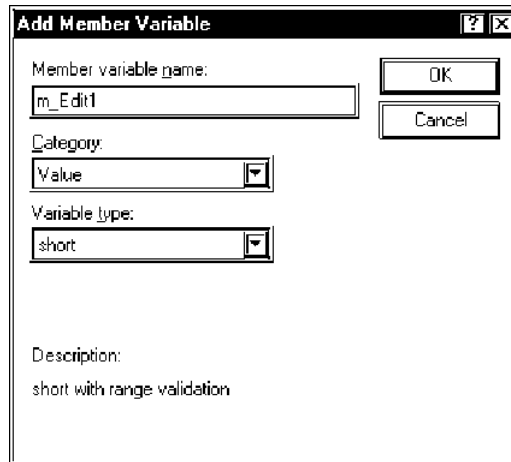 Add Member Variable
Member variable name:
OK
m_Edit1
Cancel
Category:
Value
Variable type:
short
Description:
short with range validation